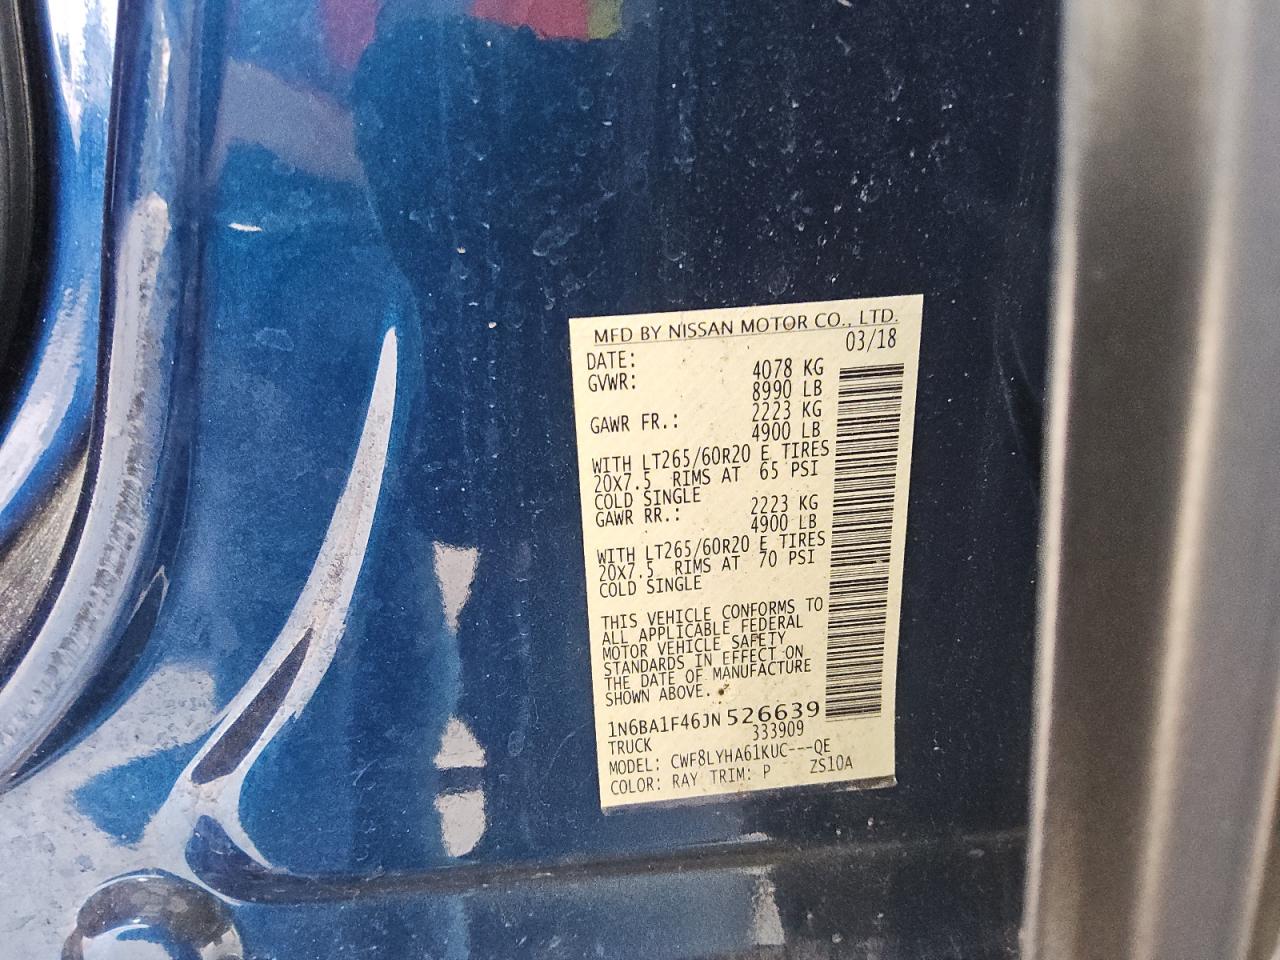 MFD BY NISSAN MOTOR CO., LTD.
DATE: 03/18
GVWR: 4078 KG
8990 LB
GAWR FR.: 2223 KG
4900 LB
WITH LT265/60R20 E TIRES
20X7.5 RIMS AT 65 PSI
COLD SINGLE
GAWR RR.: 2223 KG
4900 LB
WITH LT265/60R20 E TIRES
20X7.5 RIMS AT 70 PSI
COLD SINGLE
THIS VEHICLE CONFORMS TO
ALL APPLICABLE FEDERAL
MOTOR VEHICLE SAFETY
STANDARDS IN EFFECT ON
THE DATE OF MANUFACTURE
SHOWN ABOVE.
1N6BA1F46JN526639
TRUCK 333909
MODEL: CWF8LYHA61KUC---QE
COLOR: RAY TRIM: P ZS10A